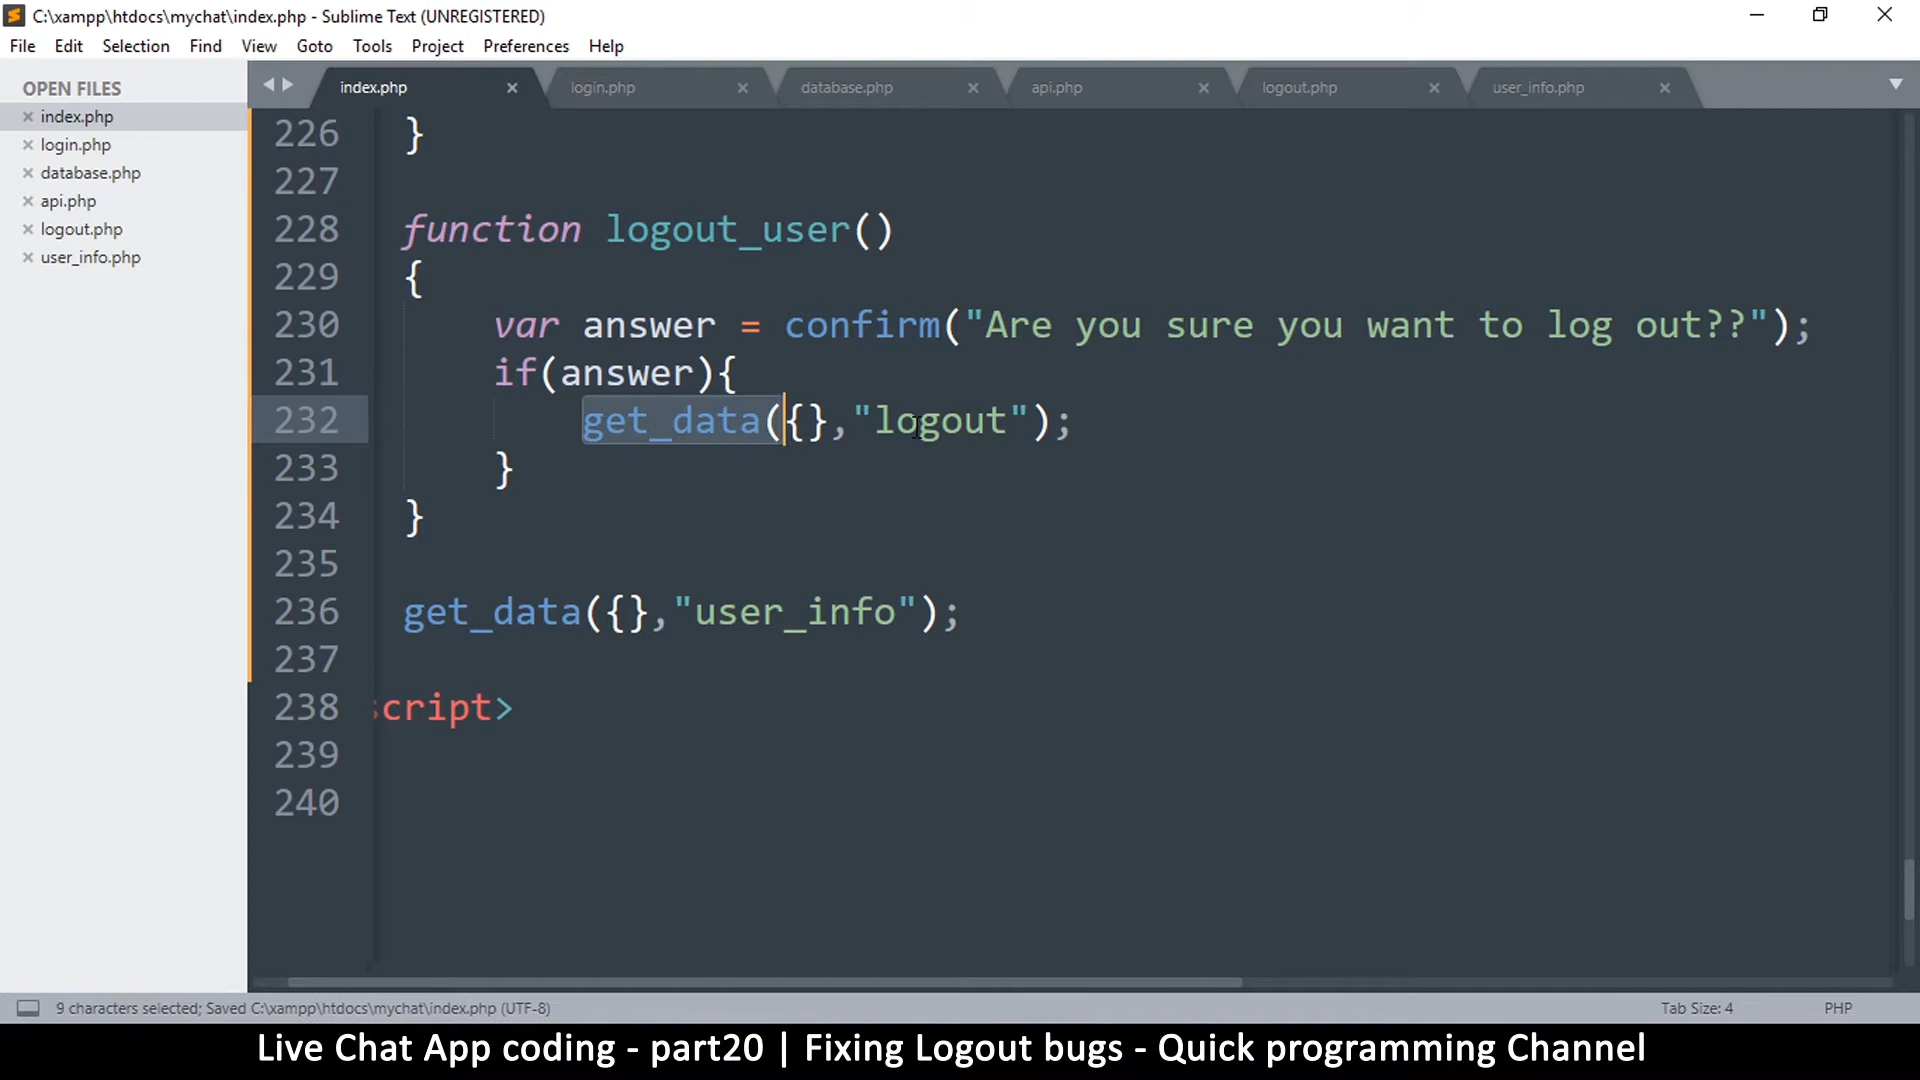 C:\xampp\htdocs\mychat\index.php - Sublime Text (UNREGISTERED)
File Edit Selection Find View Goto Tools Project Preferences Help
OPEN FILES
index.php
login.php
database.php
api.php
logout.php
user_info.php
index.php login.php database.php api.php logout.php user_info.php
226 }
227
228 function logout_user()
229 {
230 var answer = confirm("Are you sure you want to log out??");
231 if(answer){
232 get_data({},"logout");
233 }
234 }
235
236 get_data({},"user_info");
237
238 script>
239
240
9 characters selected; Saved C:\xampp\htdocs\mychat\index.php (UTF-8) Tab Size: 4 PHP
Live Chat App coding - part20 | Fixing Logout bugs - Quick programming Channel